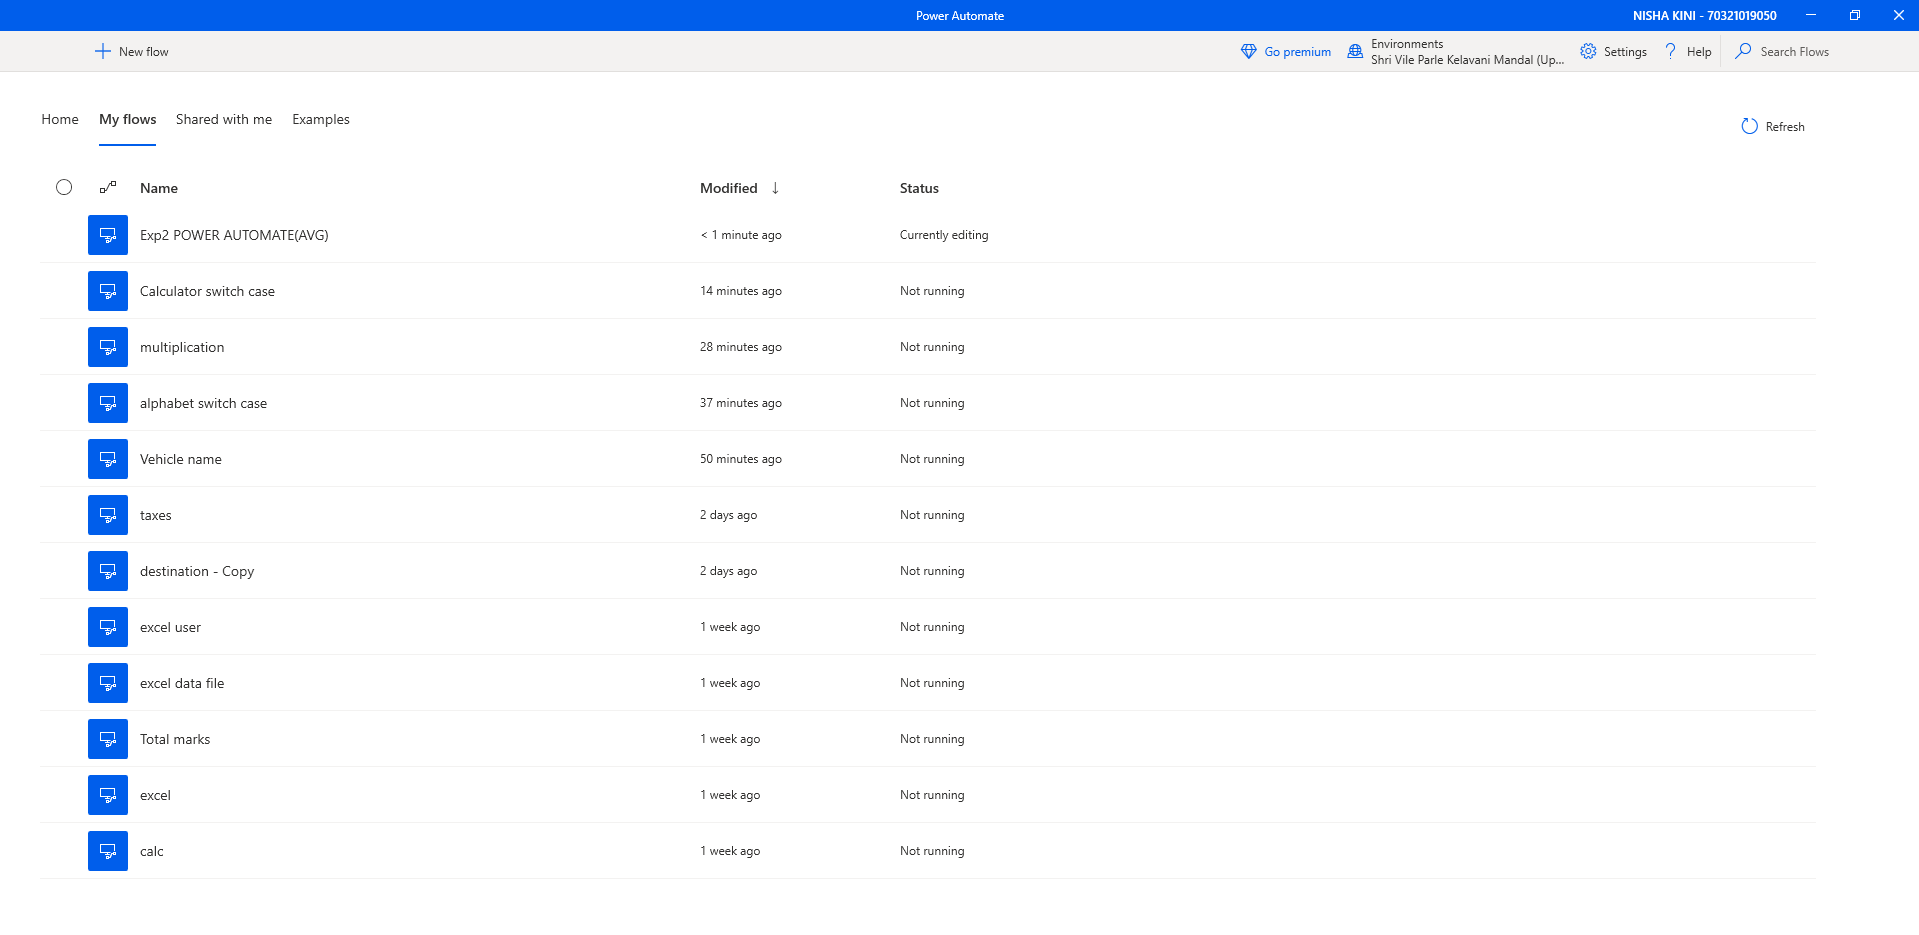 Power Automate
NISHA KINI - 70321019050
New flow
Go premium
Environments
Shri Vile Parle Kelavani Mandal (Up...
Settings
? Help
Search Flows
Home My flows Shared with me Examples
Refresh
Name Modified ↓ Status
Exp2 POWER AUTOMATE(AVG) < 1 minute ago Currently editing
Calculator switch case 14 minutes ago Not running
multiplication 28 minutes ago Not running
alphabet switch case 37 minutes ago Not running
Vehicle name 50 minutes ago Not running
taxes 2 days ago Not running
destination - Copy 2 days ago Not running
excel user 1 week ago Not running
excel data file 1 week ago Not running
Total marks 1 week ago Not running
excel 1 week ago Not running
calc 1 week ago Not running